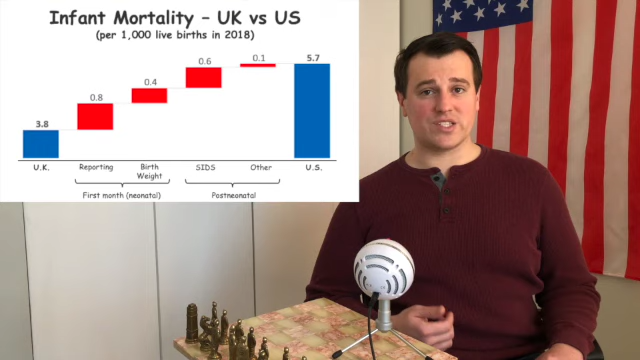 Infant Mortality – UK vs US
(per 1,000 live births in 2018)
3.8
0.8
0.4
0.6
0.1
5.7
U.K.
Reporting
Birth
Weight
SIDS
Other
U.S.
First month (neonatal)
Postneonatal